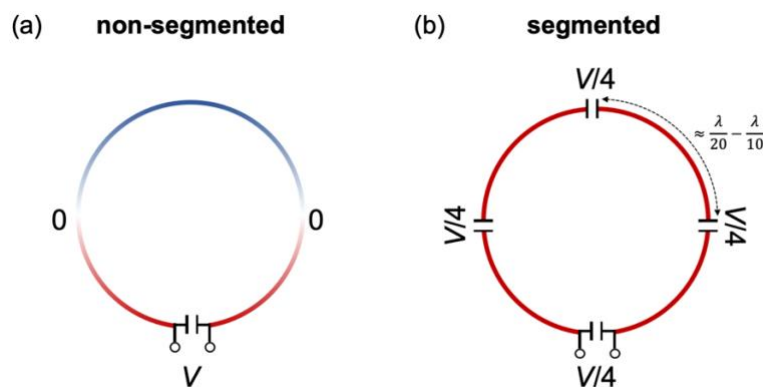 (a) non-segmented
(b) segmented
0
0
V
V/4
V/4
V/4
V/4
≈ λ/20 − λ/10